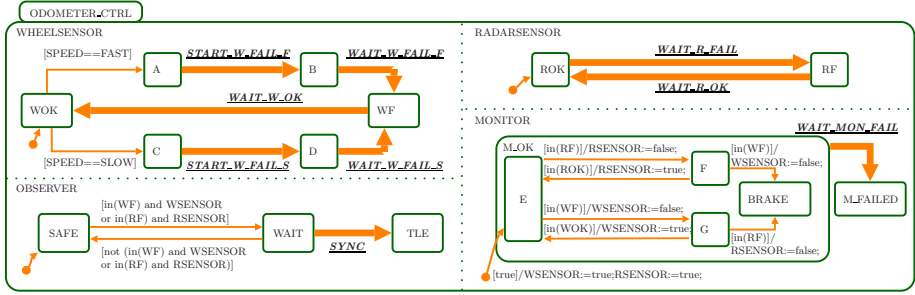 ODOMETER_CTRL
WHEELSENSOR
[SPEED==FAST]
A
START_W_FAIL_F
B
WAIT_W_FAIL_F
WOK
WAIT_W_OK
WF
[SPEED==SLOW]
C
START_W_FAIL_S
D
WAIT_W_FAIL_S
OBSERVER
[in(WF) and WSENSOR
or in(RF) and RSENSOR]
SAFE
WAIT
SYNC
TLE
[not (in(WF) and WSENSOR
or in(RF) and RSENSOR)]
RADARSENSOR
ROK
WAIT_R_FAIL
WAIT_R_OK
RF
MONITOR
WAIT_MON_FAIL
M_OK
[in(RF)]/RSENSOR:=false;
[in(ROK)]/RSENSOR:=true;
F
[in(WF)]/
WSENSOR:=false;
E
BRAKE
M_FAILED
[in(WF)]/WSENSOR:=false;
[in(WOK)]/WSENSOR:=true;
G
[in(RF)]/
RSENSOR:=false;
[true]/WSENSOR:=true;RSENSOR:=true;